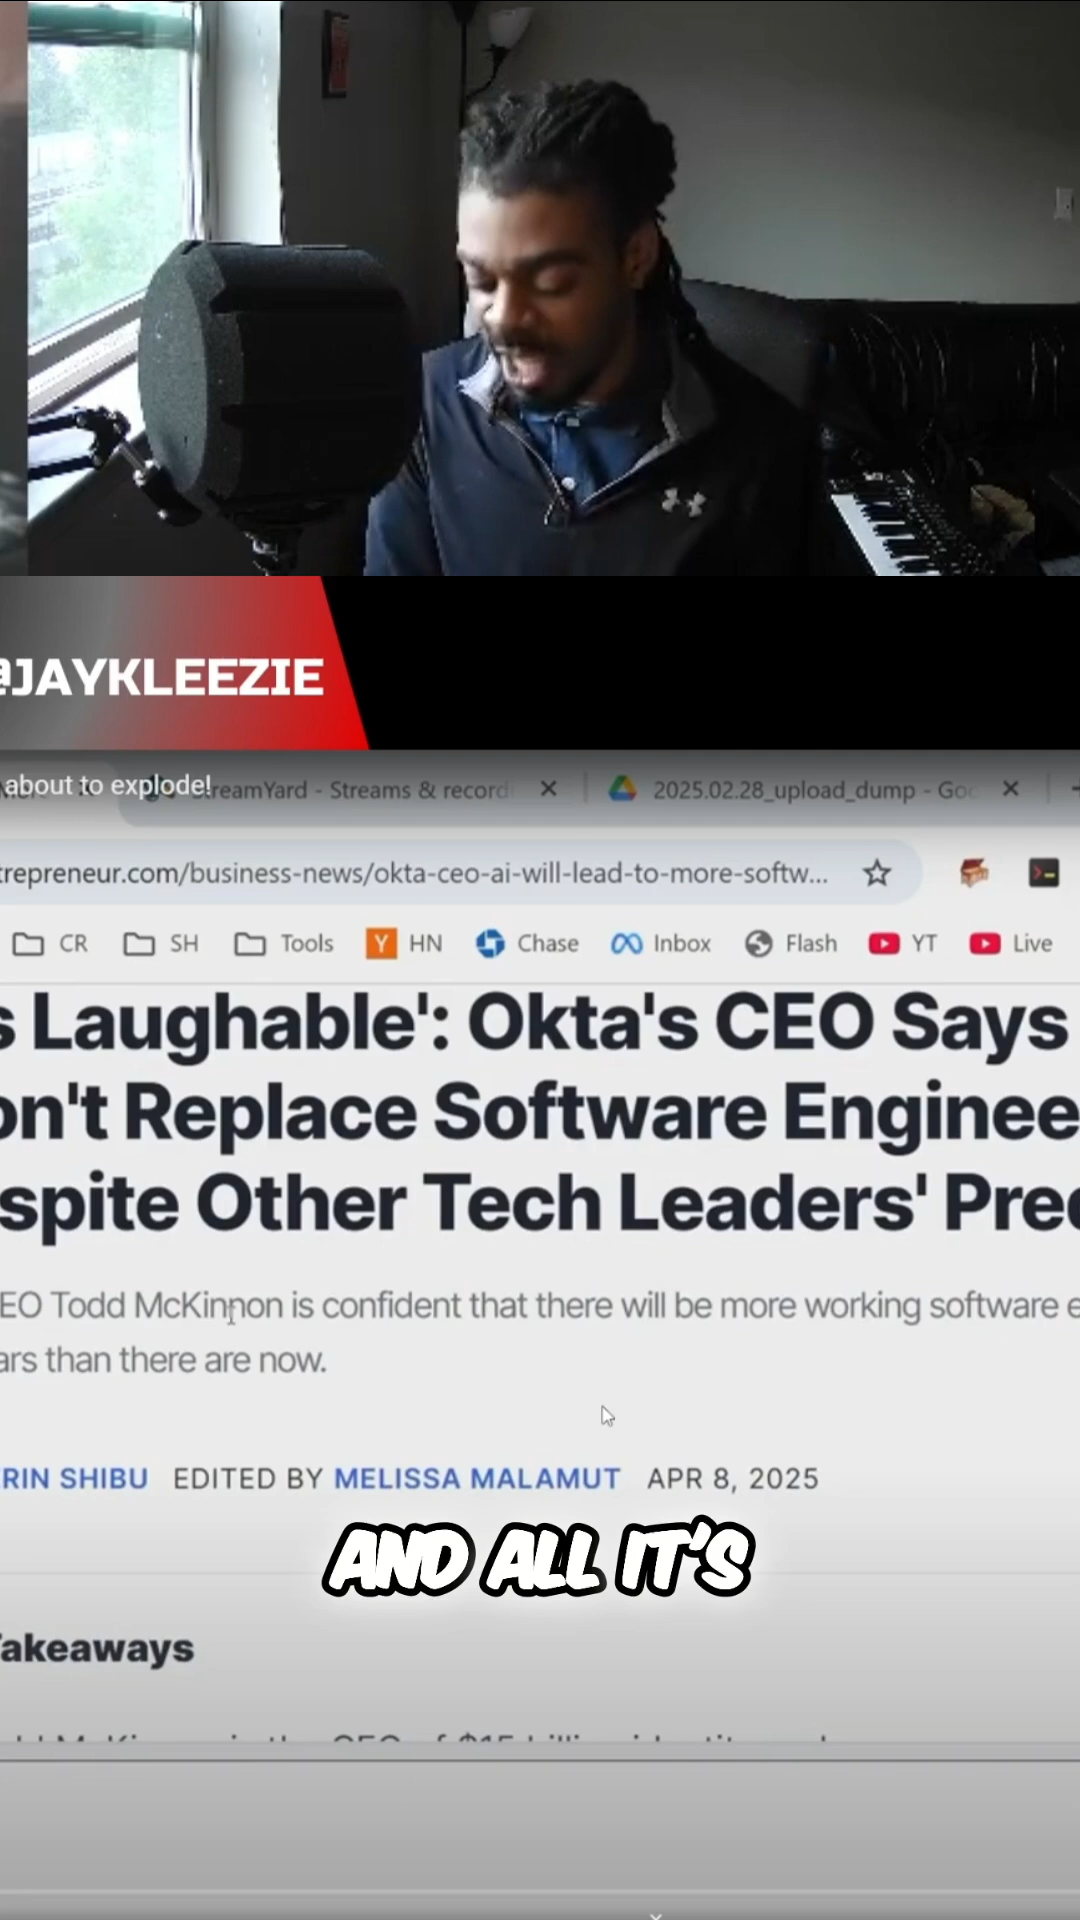 @JAYKLEEZIE
about to explode!
reamYard - Streams & recordi
2025.02.28_upload_dump - Goo
trepreneur.com/business-news/okta-ceo-ai-will-lead-to-more-softw...
CR SH Tools Y HN Chase Inbox Flash YT Live
s Laughable': Okta's CEO Says
on't Replace Software Enginee
spite Other Tech Leaders' Pred
EO Todd McKinnon is confident that there will be more working software e
ars than there are now.
RIN SHIBU EDITED BY MELISSA MALAMUT APR 8, 2025
AND ALL IT'S
akeaways